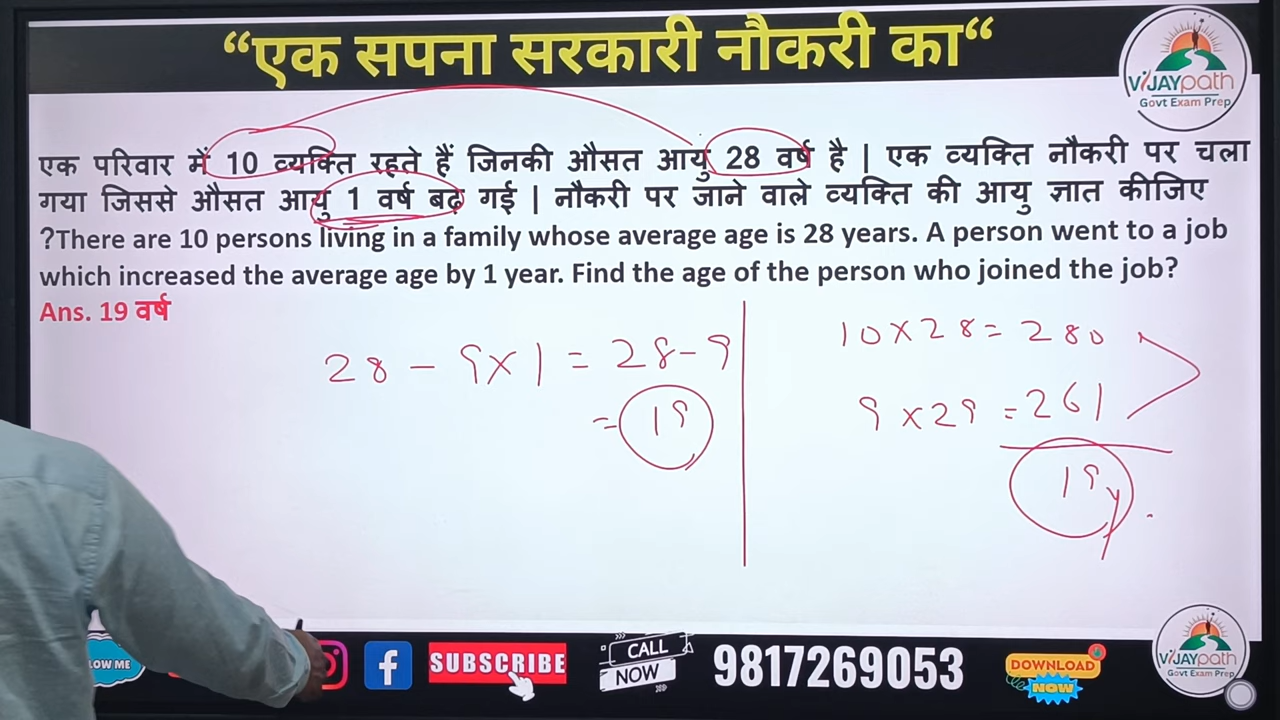 “एक सपना सरकारी नौकरी का“
VIJAYpath
Govt Exam Prep
एक परिवार में 10 व्यक्ति रहते हैं जिनकी औसत आयु 28 वर्ष है | एक व्यक्ति नौकरी पर चला
गया जिससे औसत आयु 1 वर्ष बढ़ गई | नौकरी पर जाने वाले व्यक्ति की आयु ज्ञात कीजिए
?There are 10 persons living in a family whose average age is 28 years. A person went to a job
which increased the average age by 1 year. Find the age of the person who joined the job?
Ans. 19 वर्ष
28 - 9×1 = 28-9
= 19
10×28= 280
9×29 =261
19y.
LOW ME
SUBSCRIBE
CALL
NOW
9817269053
DOWNLOAD
NOW
VIJAYpath
Govt Exam Prep